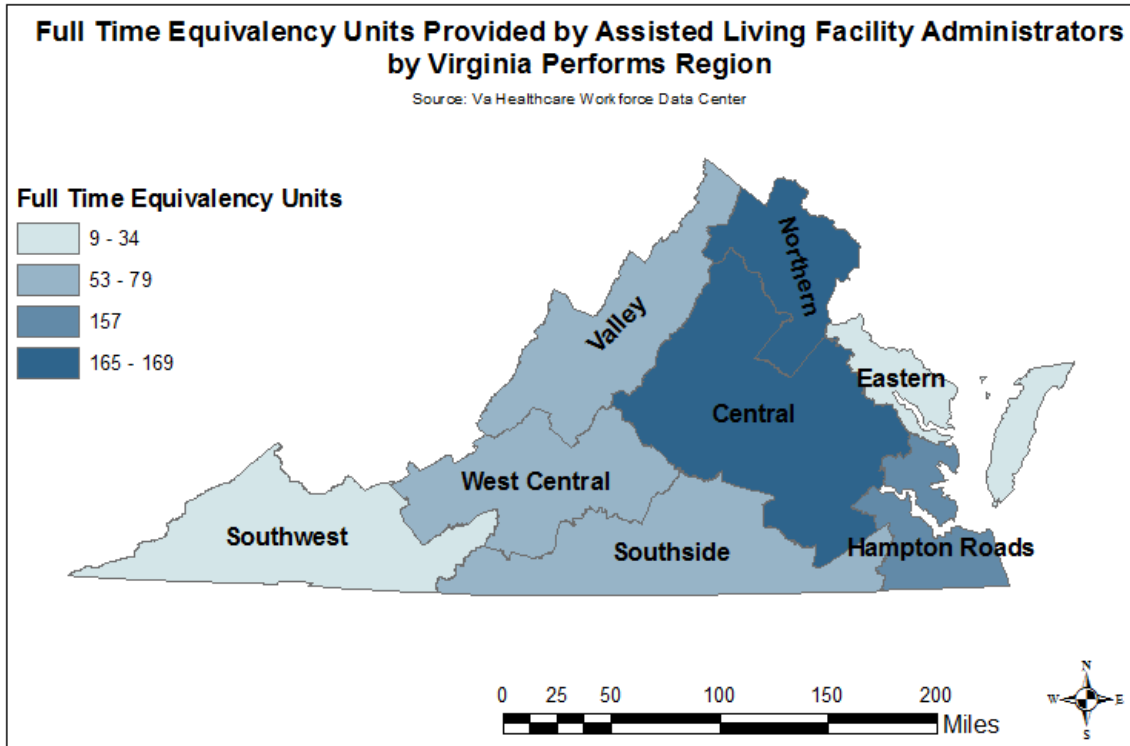 Full Time Equivalency Units Provided by Assisted Living Facility Administrators
by Virginia Performs Region
Source: Va Healthcare Workforce Data Center
Full Time Equivalency Units
9 - 34
53 - 79
157
165 - 169
Northern
Valley
Eastern
Central
West Central
Southwest
Southside
Hampton Roads
0 25 50 100 150 200
Miles
N
W E
S